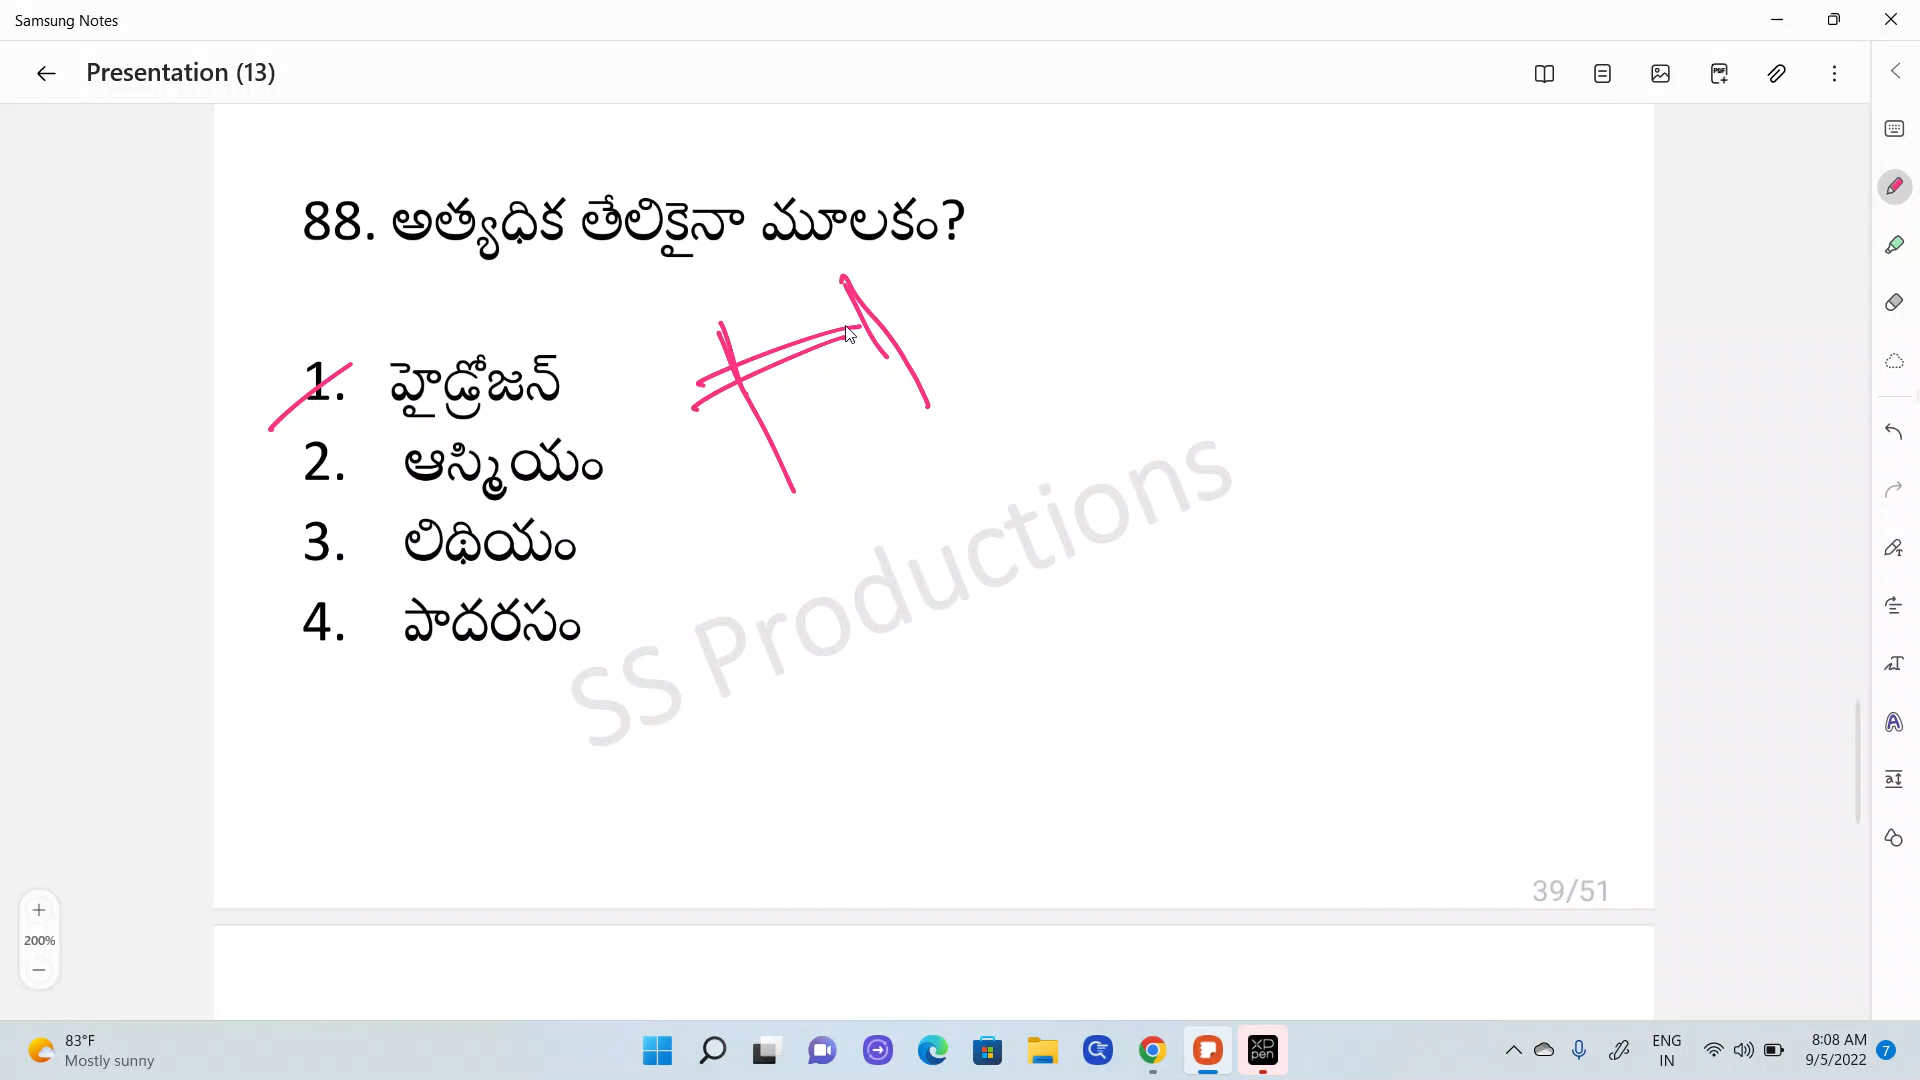 Samsung Notes
Presentation (13)
88. అత్యధిక తేలికైనా మూలకం?
1. హైడ్రోజన్
2. ఆస్మియం
3. లిథియం
4. పాదరసం
H
SS Productions
39/51
200%
83°F
Mostly sunny
ENG
IN
8:08 AM
9/5/2022
7